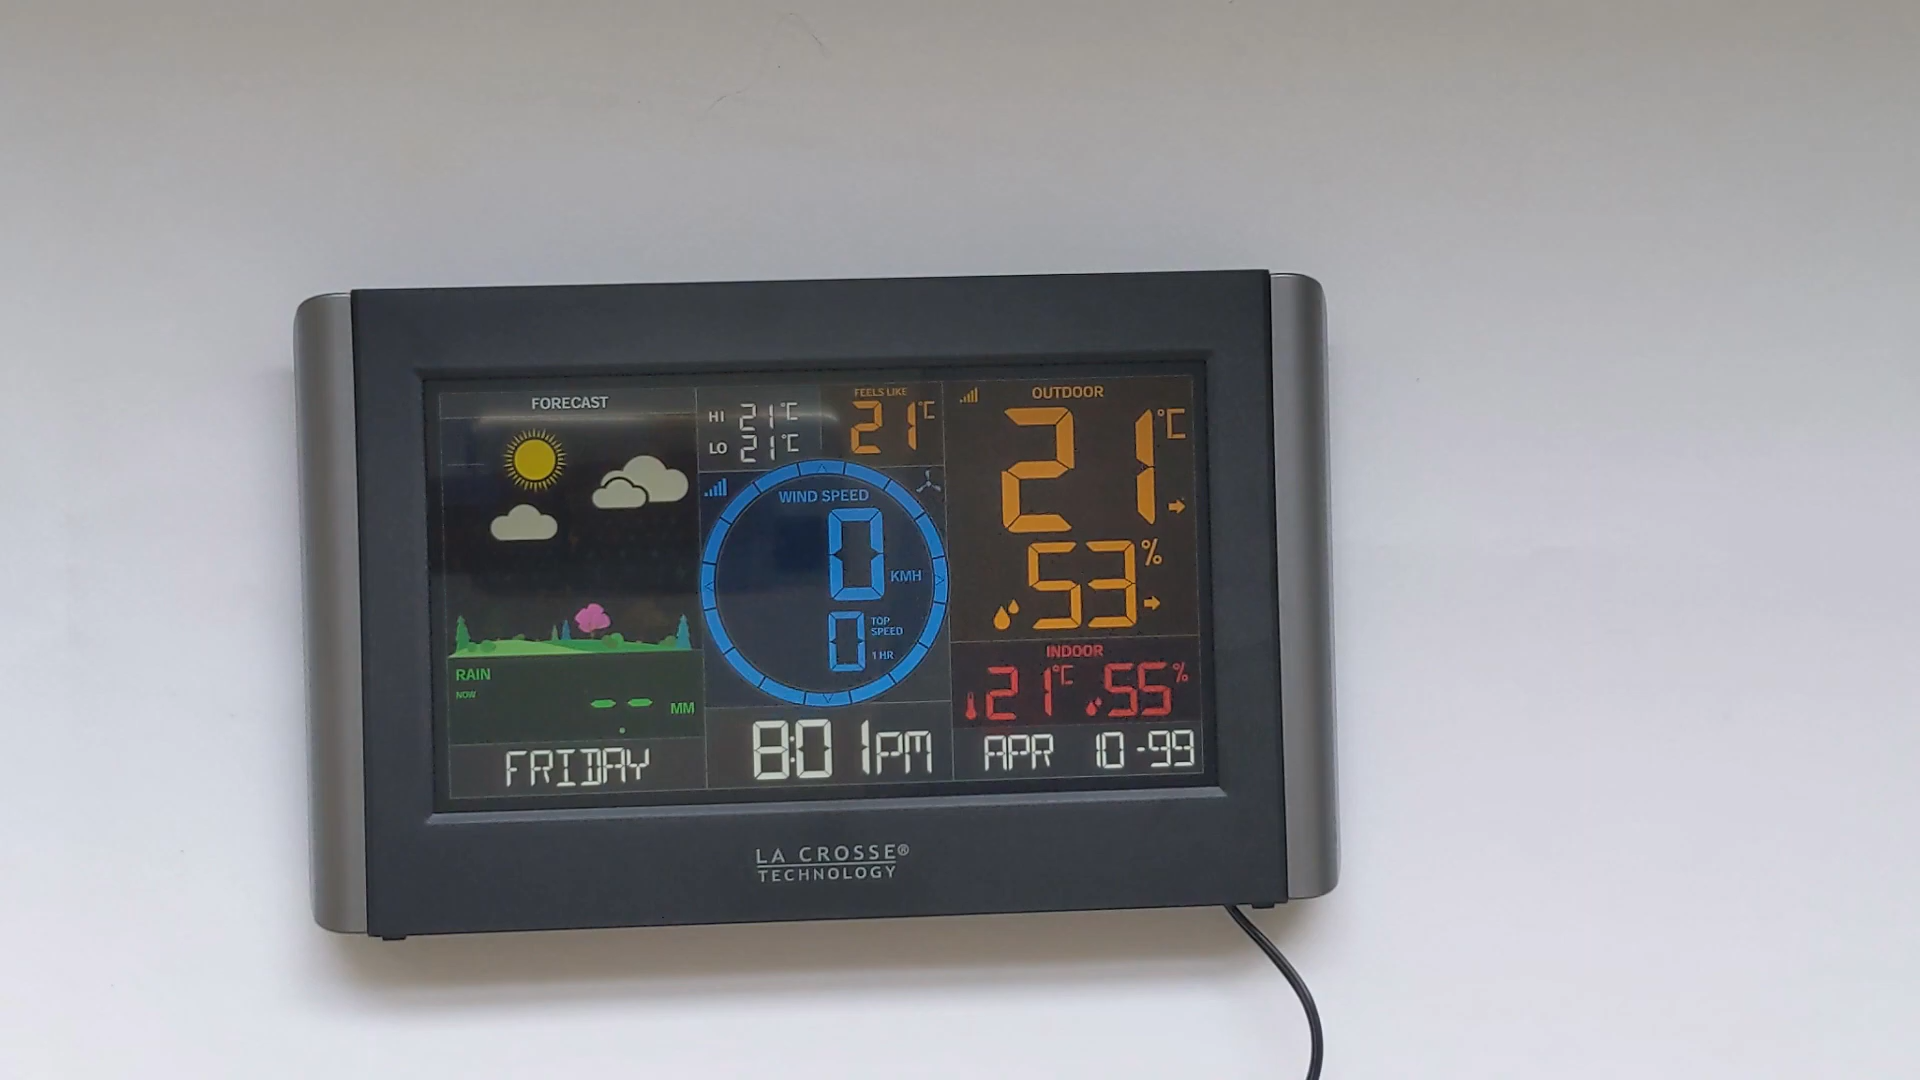 FORECAST
HI 21°C
LO 21°C
FEELS LIKE
21°C
OUTDOOR
21°C
53%
WIND SPEED
0 KMH
0 TOP SPEED
1 HR
INDOOR
21°C 55%
RAIN
NOW
--.- MM
FRIDAY
8:01PM
APR 10-99
LA CROSSE®
TECHNOLOGY